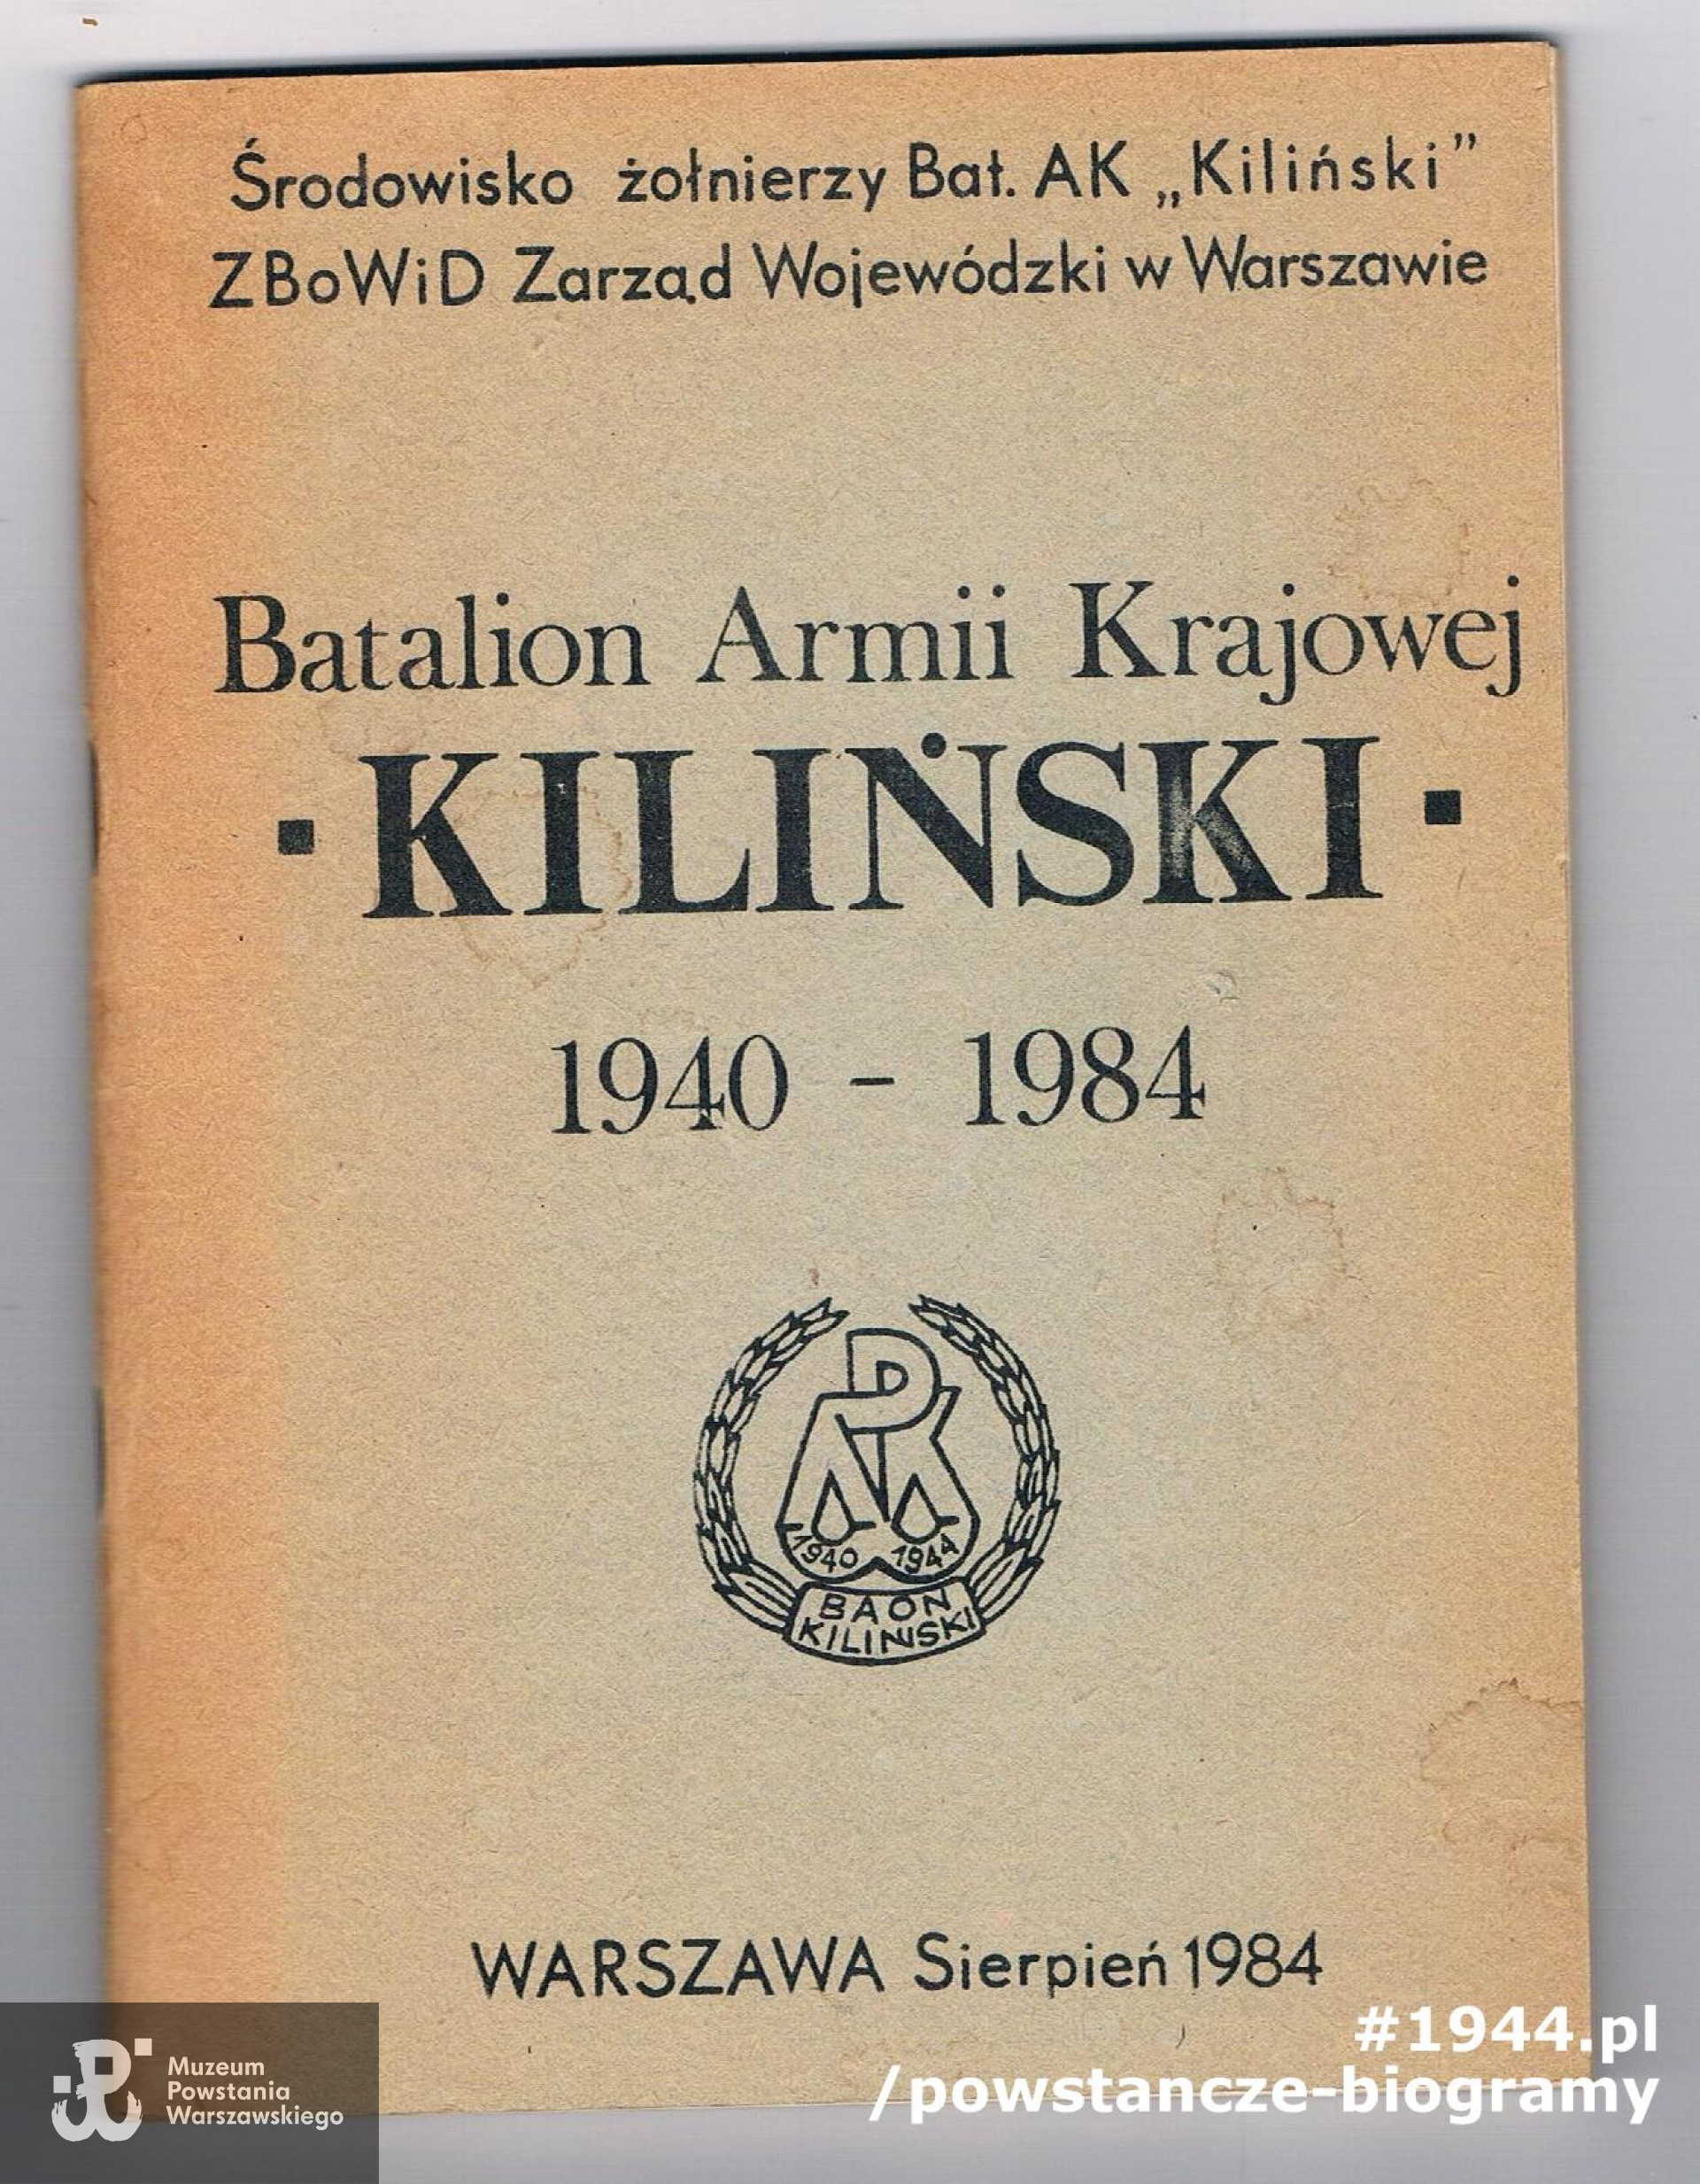 Środowisko żołnierzy Bat. AK „Kiliński”
ZBoWiD Zarząd Wojewódzki w Warszawie
Batalion Armii Krajowej
▪ KILIŃSKI ▪
1940 - 1984
PAK
1940 1944
BAON
KILIŃSKI
WARSZAWA Sierpień 1984
#1944.pl
/powstancze-biogramy
Muzeum
Powstania
Warszawskiego